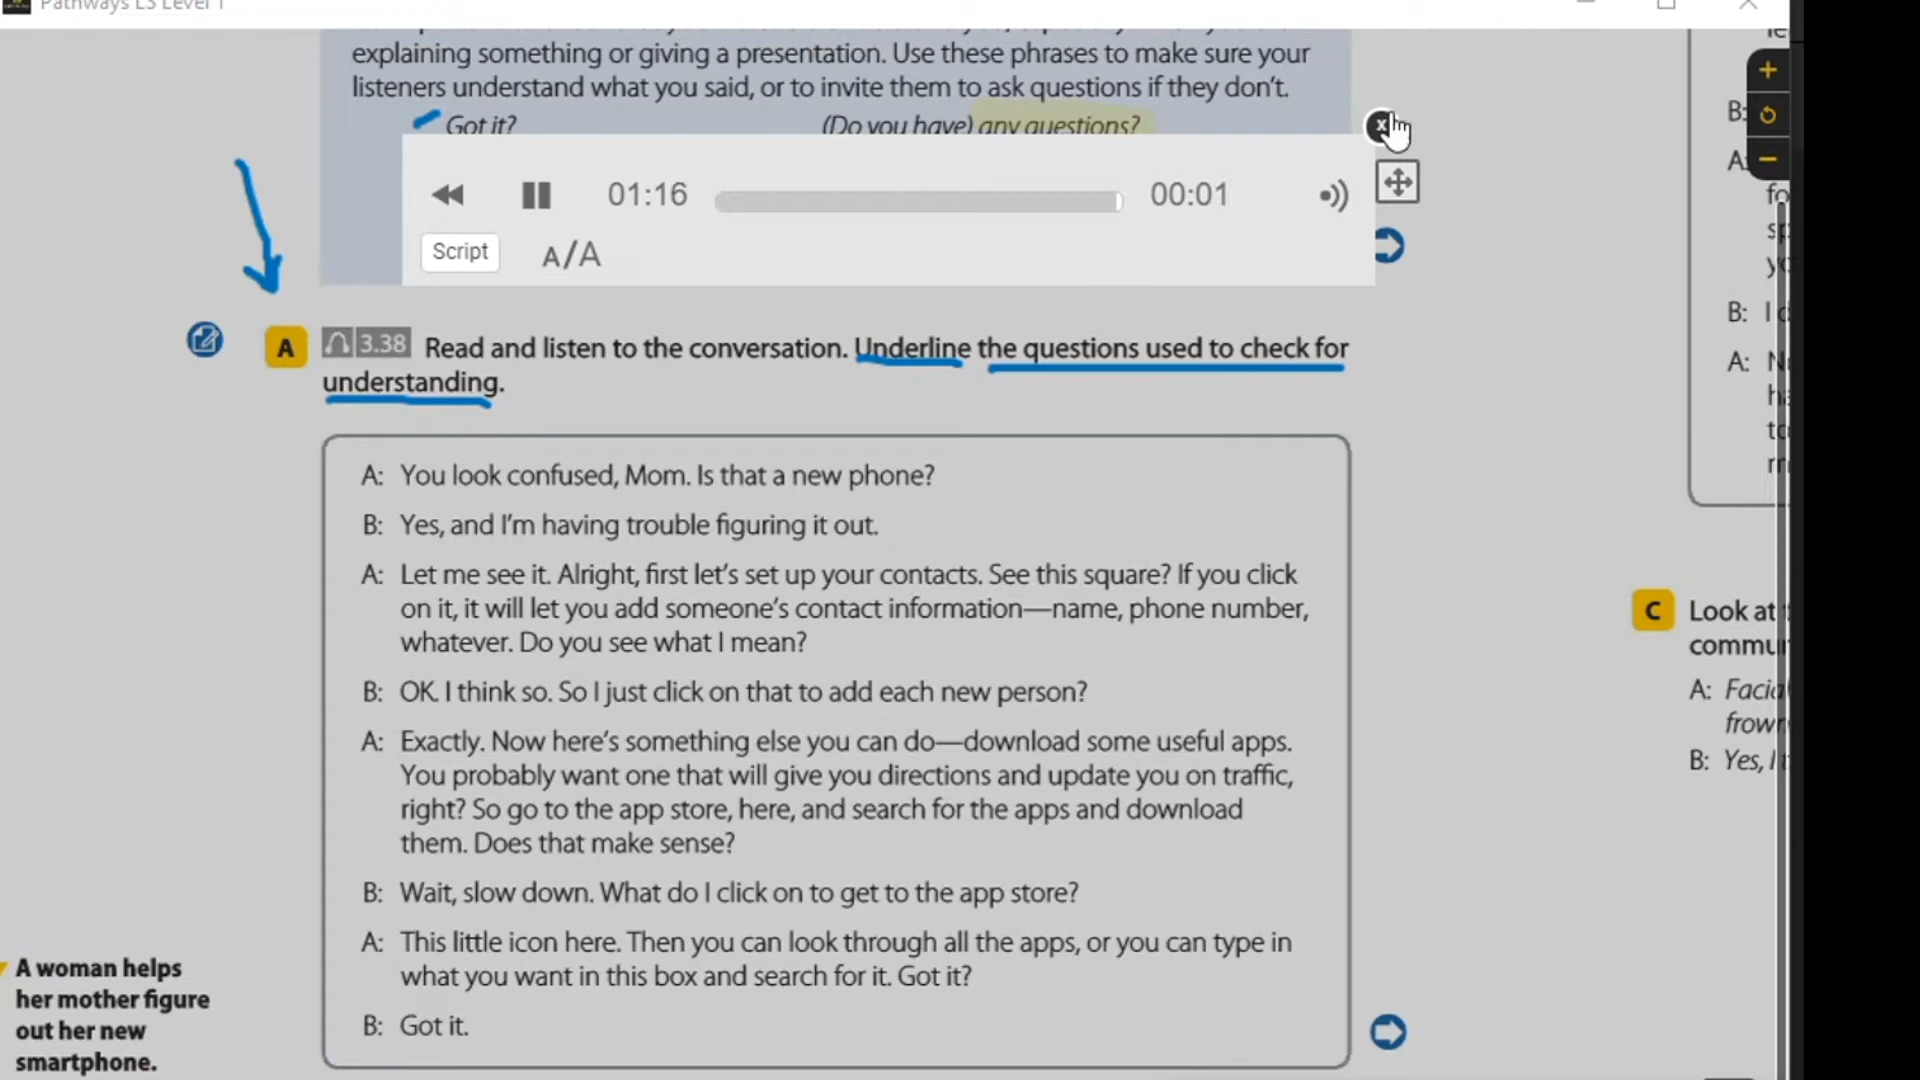 Pathways LS Level 1
explaining something or giving a presentation. Use these phrases to make sure your
listeners understand what you said, or to invite them to ask questions if they don't.
Got it?
(Do you have) any questions?
01:16
00:01
Script
A/A
A
3.38 Read and listen to the conversation. Underline the questions used to check for
understanding.
A: You look confused, Mom. Is that a new phone?
B: Yes, and I'm having trouble figuring it out.
A: Let me see it. Alright, first let's set up your contacts. See this square? If you click
on it, it will let you add someone's contact information—name, phone number,
whatever. Do you see what I mean?
B: OK. I think so. So I just click on that to add each new person?
A: Exactly. Now here's something else you can do—download some useful apps.
You probably want one that will give you directions and update you on traffic,
right? So go to the app store, here, and search for the apps and download
them. Does that make sense?
B: Wait, slow down. What do I click on to get to the app store?
A: This little icon here. Then you can look through all the apps, or you can type in
what you want in this box and search for it. Got it?
B: Got it.
A woman helps
her mother figure
out her new
smartphone.
B:
A:
B: I
A:
C Look at
A:
B: Yes, I